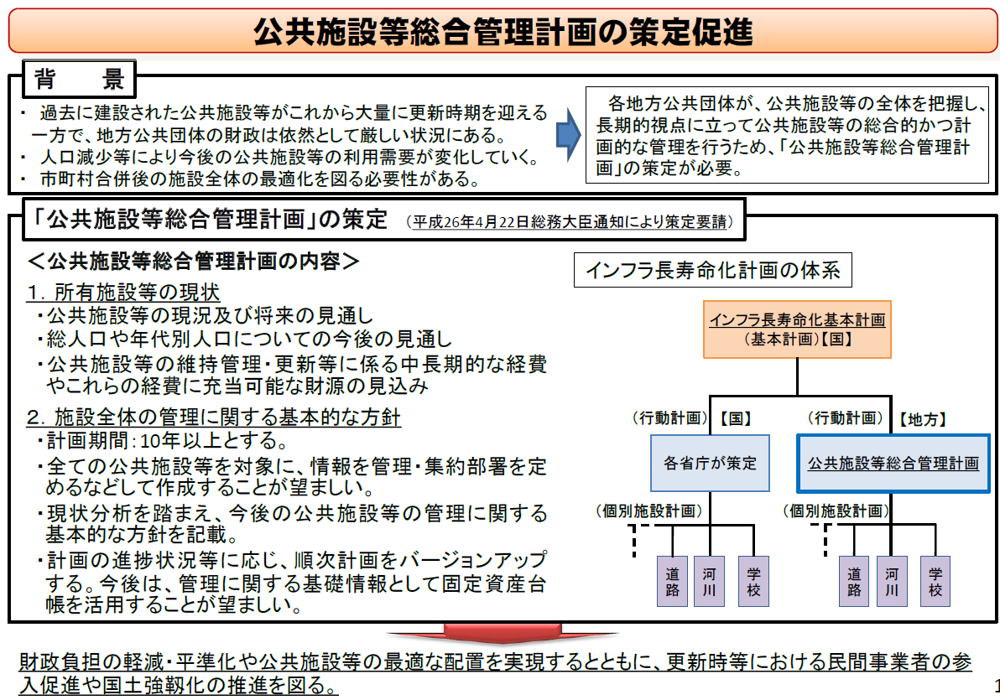 公共施設等総合管理計画の策定促進
背　景
・ 過去に建設された公共施設等がこれから大量に更新時期を迎える
一方で、地方公共団体の財政は依然として厳しい状況にある。
・ 人口減少等により今後の公共施設等の利用需要が変化していく。
・ 市町村合併後の施設全体の最適化を図る必要性がある。
各地方公共団体が、公共施設等の全体を把握し、
長期的視点に立って公共施設等の総合的かつ計
画的な管理を行うため、「公共施設等総合管理計
画」の策定が必要。
「公共施設等総合管理計画」の策定 （平成26年4月22日総務大臣通知により策定要請）
＜公共施設等総合管理計画の内容＞
１．所有施設等の現状
・公共施設等の現況及び将来の見通し
・総人口や年代別人口についての今後の見通し
・公共施設等の維持管理・更新等に係る中長期的な経費
やこれらの経費に充当可能な財源の見込み
２．施設全体の管理に関する基本的な方針
・計画期間：10年以上とする。
・全ての公共施設等を対象に、情報を管理・集約部署を定
めるなどして作成することが望ましい。
・現状分析を踏まえ、今後の公共施設等の管理に関する
基本的な方針を記載。
・計画の進捗状況等に応じ、順次計画をバージョンアップ
する。今後は、管理に関する基礎情報として固定資産台
帳を活用することが望ましい。
インフラ長寿命化計画の体系
インフラ長寿命化基本計画
（基本計画）【国】
（行動計画）【国】
（行動計画）【地方】
各省庁が策定
公共施設等総合管理計画
（個別施設計画）
（個別施設計画）
道路
河川
学校
道路
河川
学校
財政負担の軽減・平準化や公共施設等の最適な配置を実現するとともに、更新時等における民間事業者の参
入促進や国土強靱化の推進を図る。
1